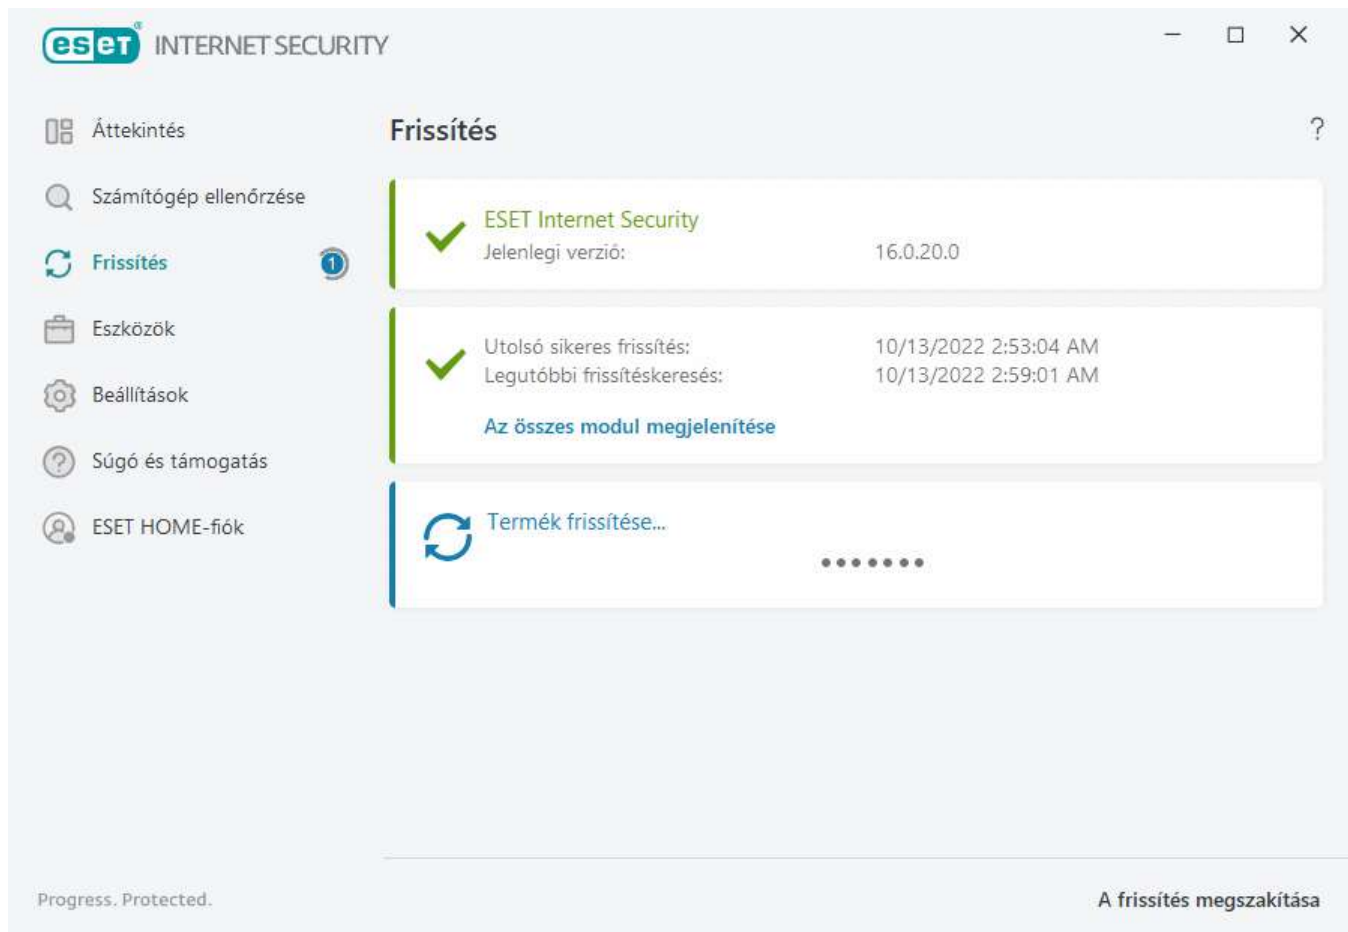 eset® INTERNET SECURITY
Áttekintés
Számítógép ellenőrzése
Frissítés
1
Eszközök
Beállítások
Súgó és támogatás
ESET HOME-fiók
Frissítés
?
ESET Internet Security
Jelenlegi verzió: 16.0.20.0
Utolsó sikeres frissítés: 10/13/2022 2:53:04 AM
Legutóbbi frissítéskeresés: 10/13/2022 2:59:01 AM
Az összes modul megjelenítése
Termék frissítése...
Progress. Protected.
A frissítés megszakítása